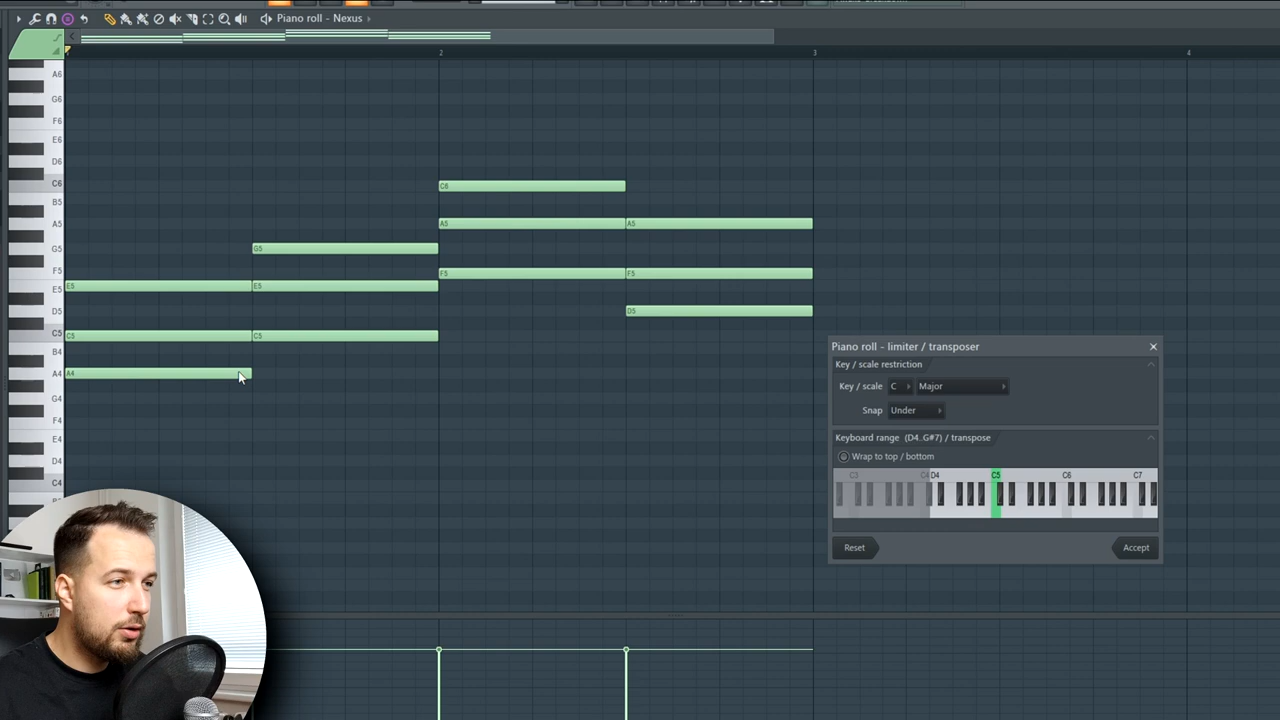 Piano roll - Nexus
2
3
4
A6
G6
F6
E6
D6
C6
B5
A5
G5
F5
E5
D5
C5
B4
A4
G4
F4
E4
D4
C4
C6
A5
A5
G5
F5
F5
E5
E5
D5
C5
C5
A4
Piano roll - limiter / transposer
Key / scale restriction
Key / scale C Major
Snap Under
Keyboard range (D4..G#7) / transpose
Wrap to top / bottom
C3 C4 D4 C5 C6 C7
Reset Accept